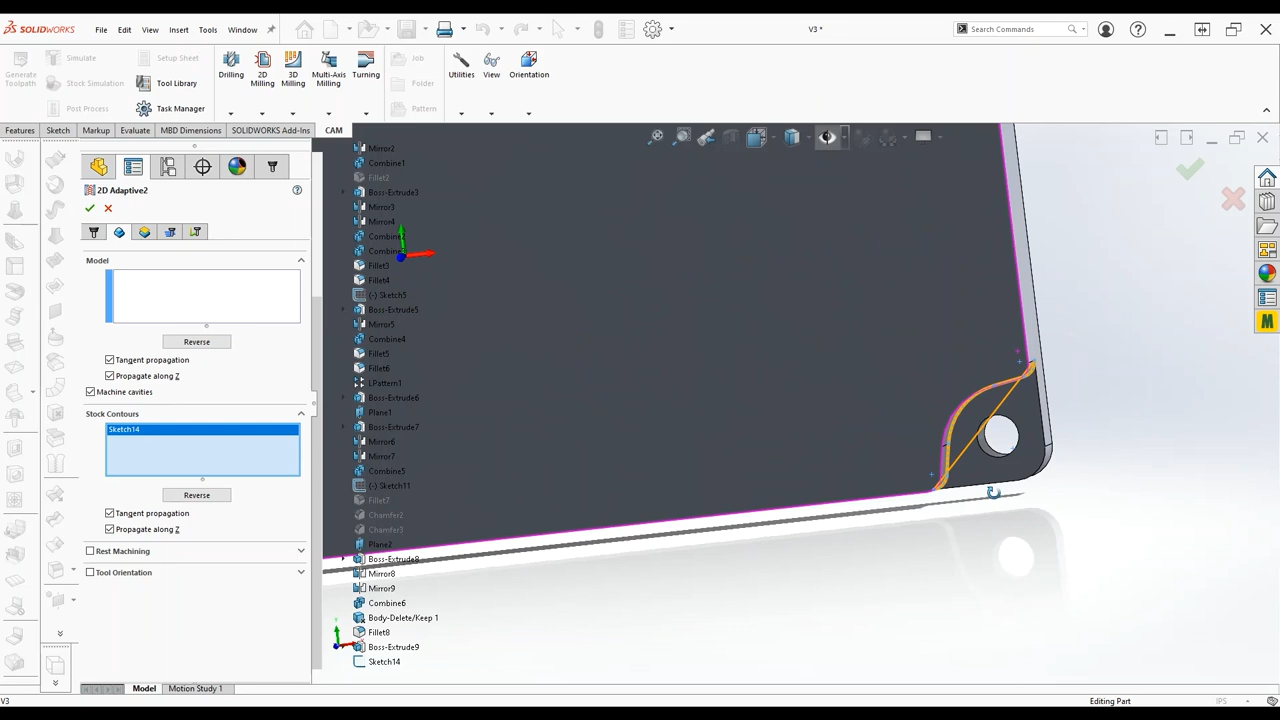 SOLIDWORKS File Edit View Insert Tools Window V3 * Search Commands
Generate Toolpath
Simulate
Stock Simulation
Post Process
Setup Sheet
Tool Library
Task Manager
Drilling
2D Milling
3D Milling
Multi-Axis Milling
Turning
Job
Folder
Pattern
Utilities
View
Orientation
Features Sketch Markup Evaluate MBD Dimensions SOLIDWORKS Add-Ins CAM
2D Adaptive2
Model
Reverse
Tangent propagation
Propagate along Z
Machine cavities
Stock Contours
Sketch14
Reverse
Tangent propagation
Propagate along Z
Rest Machining
Tool Orientation
Mirror2
Combine1
Fillet2
Boss-Extrude3
Mirror3
Mirror4
Fillet3
Fillet4
(-) Sketch5
Boss-Extrude5
Mirror5
Combine4
Fillet5
Fillet6
LPattern1
Boss-Extrude6
Plane1
Boss-Extrude7
Mirror6
Mirror7
Combine5
(-) Sketch11
Fillet7
Chamfer2
Chamfer3
Plane2
Boss-Extrude8
Mirror8
Mirror9
Combine6
Body-Delete/Keep 1
Fillet8
Boss-Extrude9
Sketch14
M
Model Motion Study 1
V3 Editing Part IPS